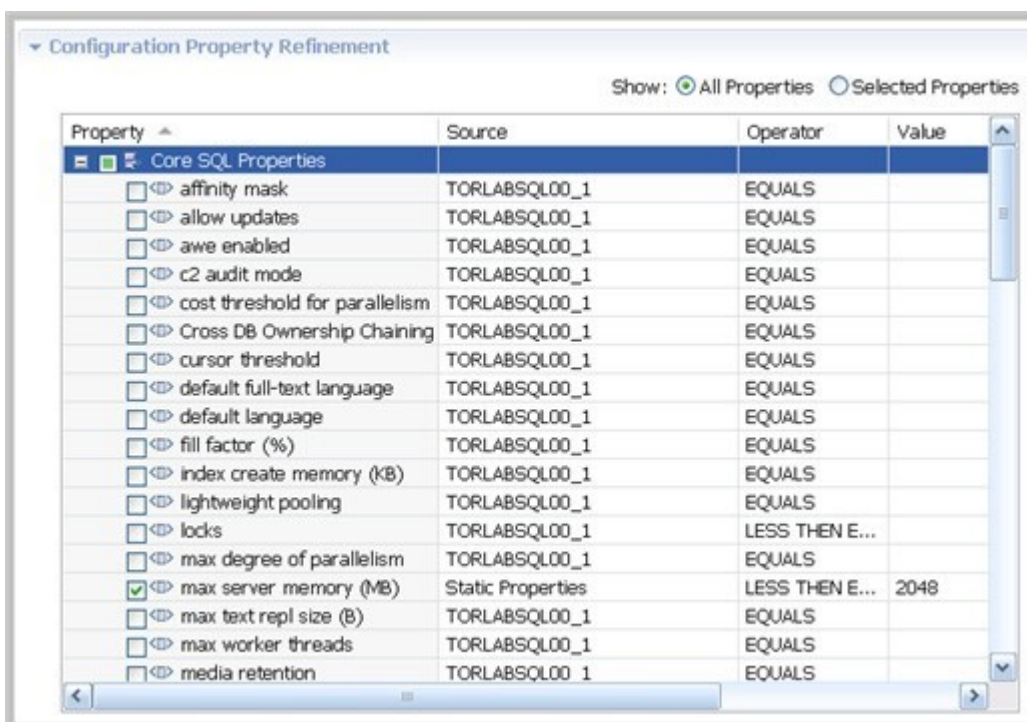 Configuration Property Refinement
Show: All Properties Selected Properties
Property Source Operator Value
Core SQL Properties
affinity mask TORLABSQL00_1 EQUALS
allow updates TORLABSQL00_1 EQUALS
awe enabled TORLABSQL00_1 EQUALS
c2 audit mode TORLABSQL00_1 EQUALS
cost threshold for parallelism TORLABSQL00_1 EQUALS
Cross DB Ownership Chaining TORLABSQL00_1 EQUALS
cursor threshold TORLABSQL00_1 EQUALS
default full-text language TORLABSQL00_1 EQUALS
default language TORLABSQL00_1 EQUALS
fill factor (%) TORLABSQL00_1 EQUALS
index create memory (KB) TORLABSQL00_1 EQUALS
lightweight pooling TORLABSQL00_1 EQUALS
locks TORLABSQL00_1 LESS THEN E...
max degree of parallelism TORLABSQL00_1 EQUALS
max server memory (MB) Static Properties LESS THEN E... 2048
max text repl size (B) TORLABSQL00_1 EQUALS
max worker threads TORLABSQL00_1 EQUALS
media retention TORLABSQL00_1 EQUALS